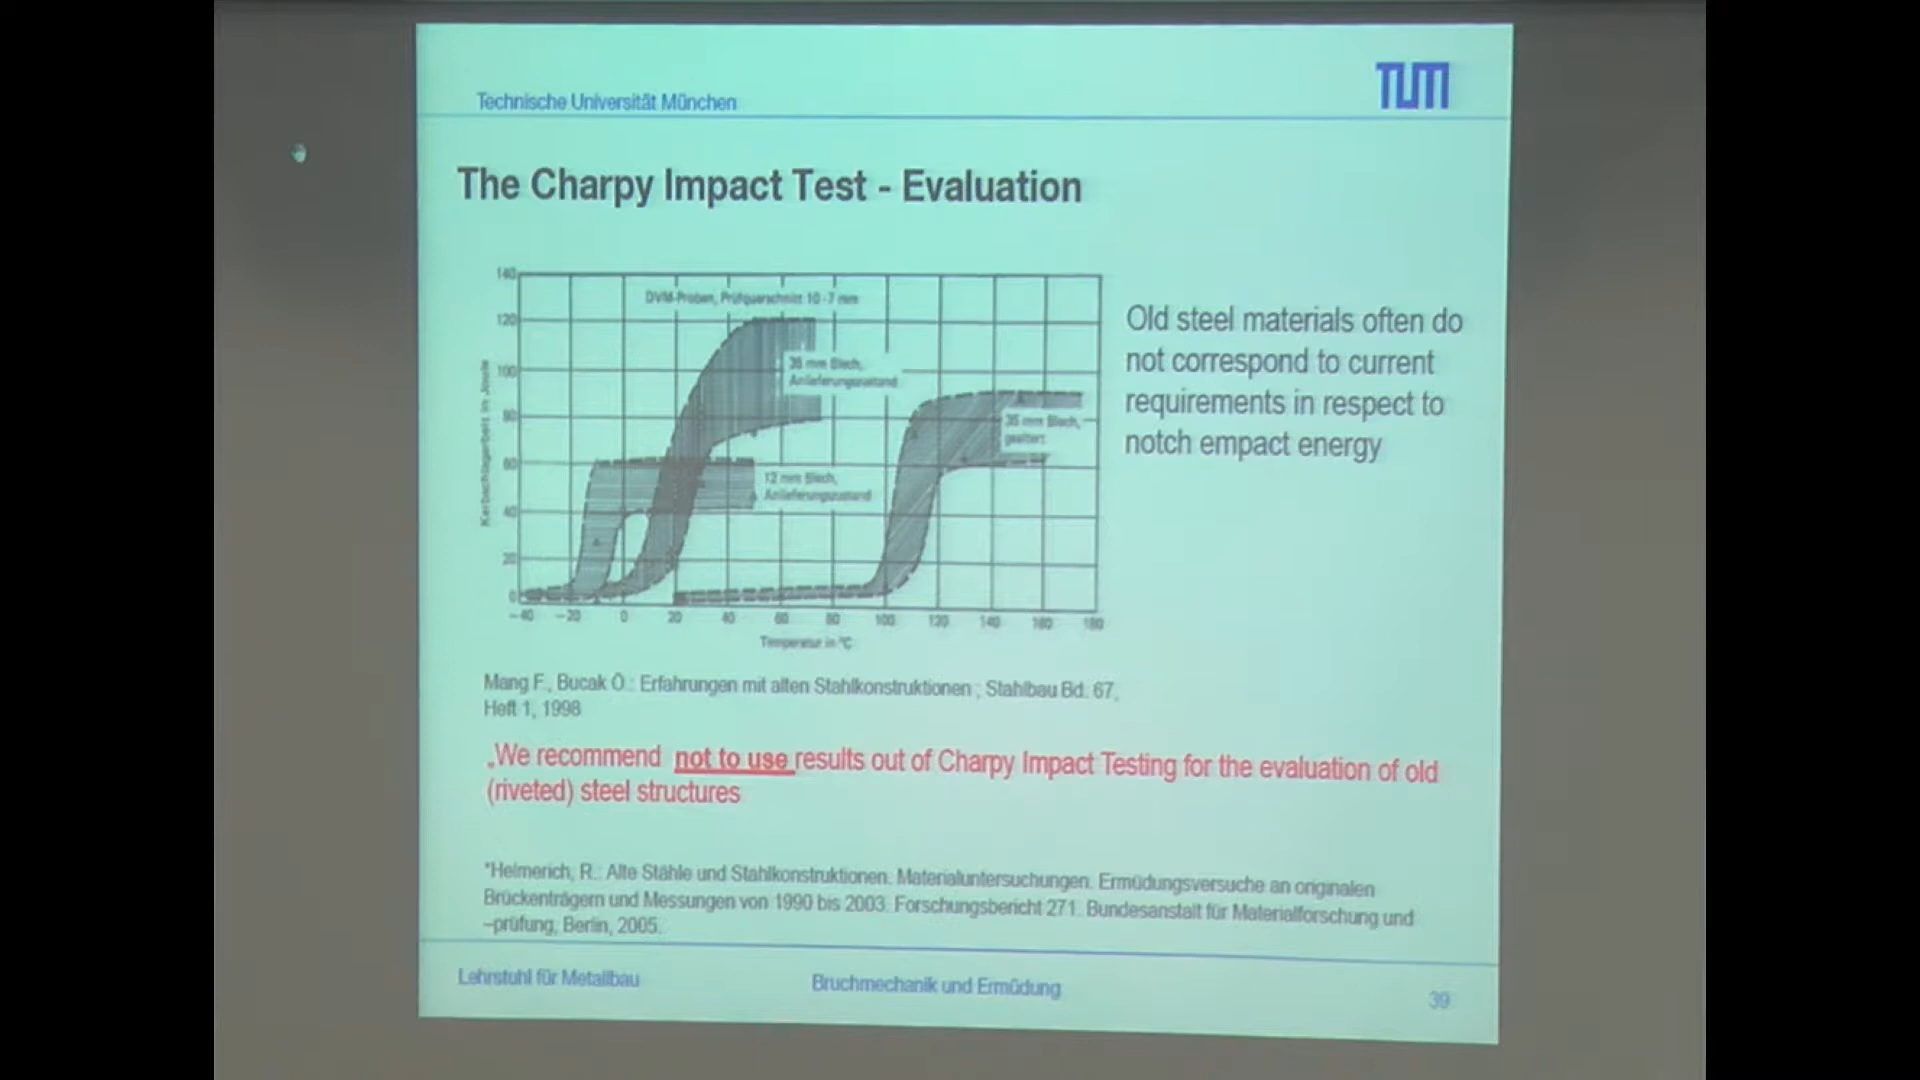 Technische Universität München
TUM
The Charpy Impact Test - Evaluation
140
DVM-Proben, Prüfquerschnitt 10·7 mm
120
100
80
60
40
20
0
Kerbschlagarbeit in Joule
Blech,
Anlieferungszustand
35 mm Blech,
gealtert
12 mm Blech,
Anlieferungszustand
-40 -20 0 20 40 60 80 100 120 140 160 180
Temperatur in °C
Old steel materials often do
not correspond to current
requirements in respect to
notch empact energy
Mang F., Bucak Ö.: Erfahrungen mit alten Stahlkonstruktionen ; Stahlbau Bd. 67,
Heft 1, 1998
„We recommend not to use results out of Charpy Impact Testing for the evaluation of old
(riveted) steel structures
*Helmerich, R.: Alte Stähle und Stahlkonstruktionen. Materialuntersuchungen. Ermüdungsversuche an originalen
Brückenträgern und Messungen von 1990 bis 2003. Forschungsbericht 271. Bundesanstalt für Materialforschung und
–prüfung, Berlin, 2005.
Lehrstuhl für Metallbau
Bruchmechanik und Ermüdung
39